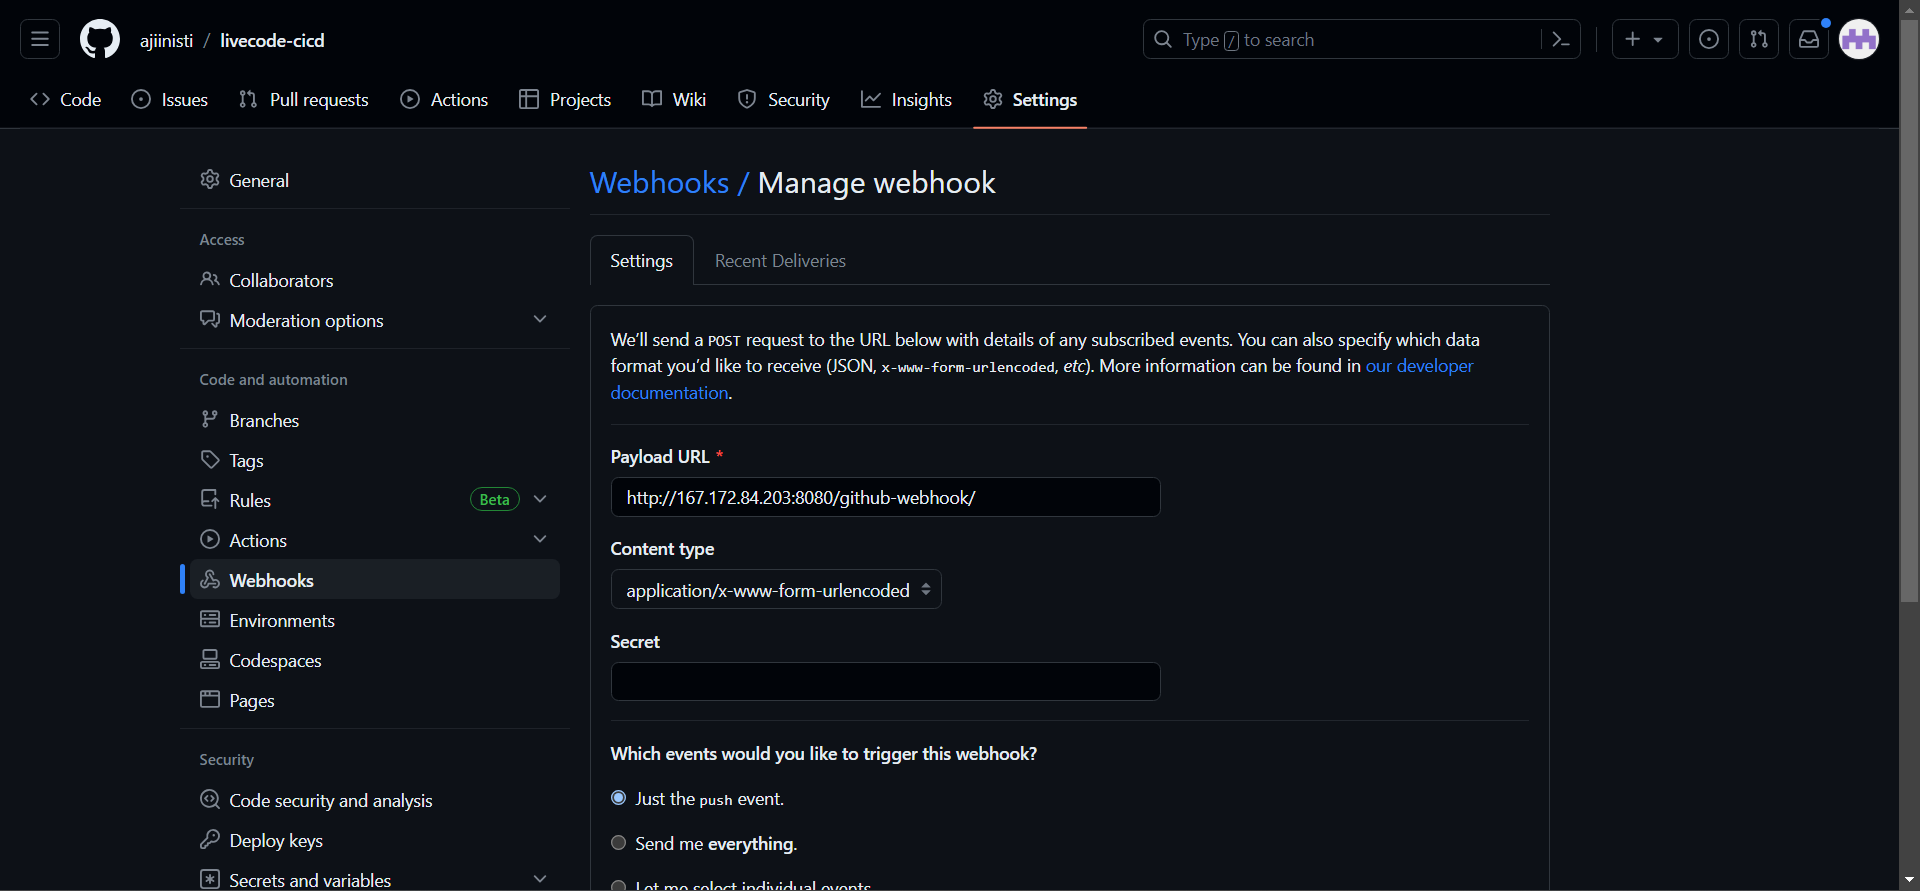 ajiinisti / livecode-cicd
Type / to search
Code
Issues
Pull requests
Actions
Projects
Wiki
Security
Insights
Settings
General
Access
Collaborators
Moderation options
Code and automation
Branches
Tags
Rules
Beta
Actions
Webhooks
Environments
Codespaces
Pages
Security
Code security and analysis
Deploy keys
Secrets and variables
Webhooks / Manage webhook
Settings
Recent Deliveries
We’ll send a POST request to the URL below with details of any subscribed events. You can also specify which data
format you’d like to receive (JSON, x-www-form-urlencoded, etc). More information can be found in our developer
documentation.
Payload URL *
http://167.172.84.203:8080/github-webhook/
Content type
application/x-www-form-urlencoded
Secret
Which events would you like to trigger this webhook?
Just the push event.
Send me everything.
Let me select individual events.